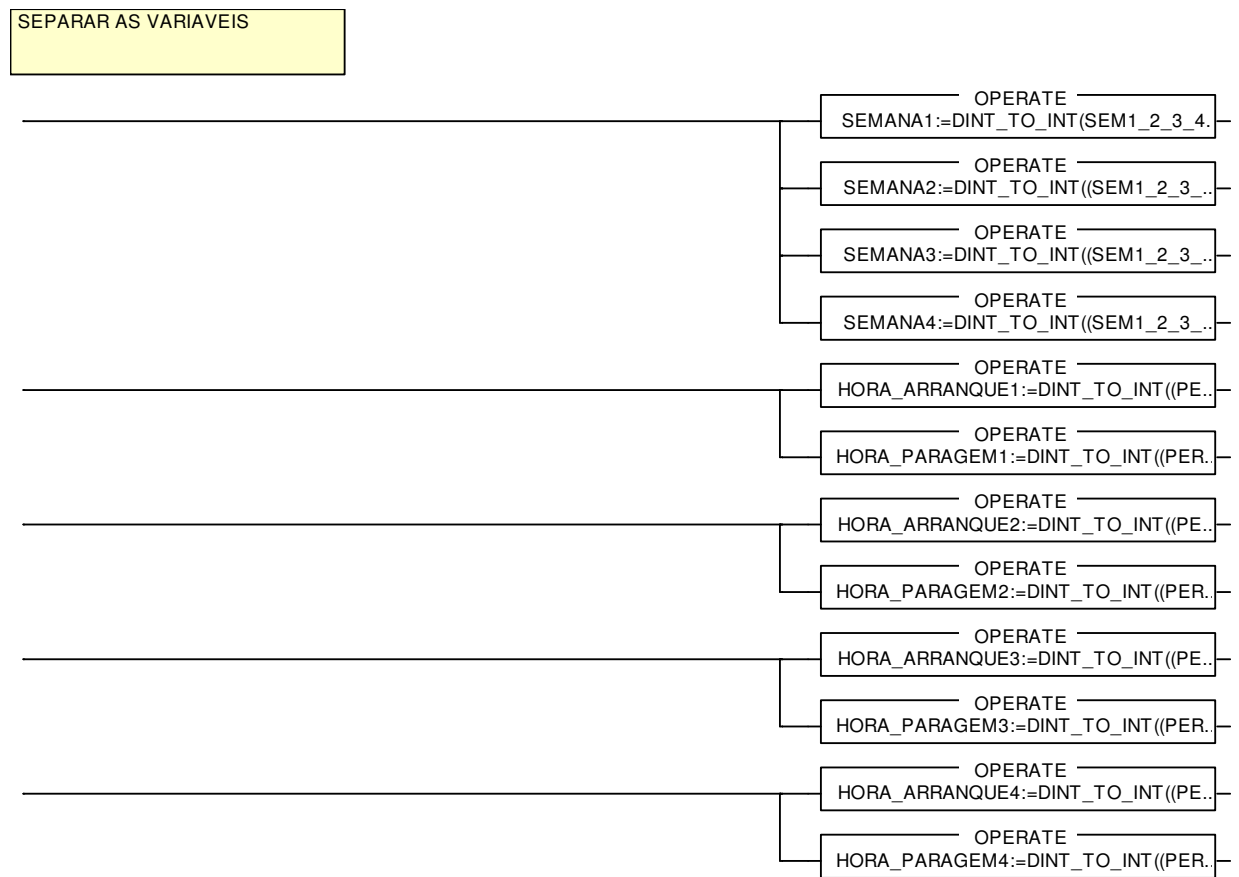 SEPARAR AS VARIAVEIS
OPERATE
SEMANA1:=DINT_TO_INT(SEM1_2_3_4.
OPERATE
SEMANA2:=DINT_TO_INT((SEM1_2_3_..
OPERATE
SEMANA3:=DINT_TO_INT((SEM1_2_3_..
OPERATE
SEMANA4:=DINT_TO_INT((SEM1_2_3_..
OPERATE
HORA_ARRANQUE1:=DINT_TO_INT((PE..
OPERATE
HORA_PARAGEM1:=DINT_TO_INT((PER.
OPERATE
HORA_ARRANQUE2:=DINT_TO_INT((PE..
OPERATE
HORA_PARAGEM2:=DINT_TO_INT((PER.
OPERATE
HORA_ARRANQUE3:=DINT_TO_INT((PE..
OPERATE
HORA_PARAGEM3:=DINT_TO_INT((PER.
OPERATE
HORA_ARRANQUE4:=DINT_TO_INT((PE..
OPERATE
HORA_PARAGEM4:=DINT_TO_INT((PER.